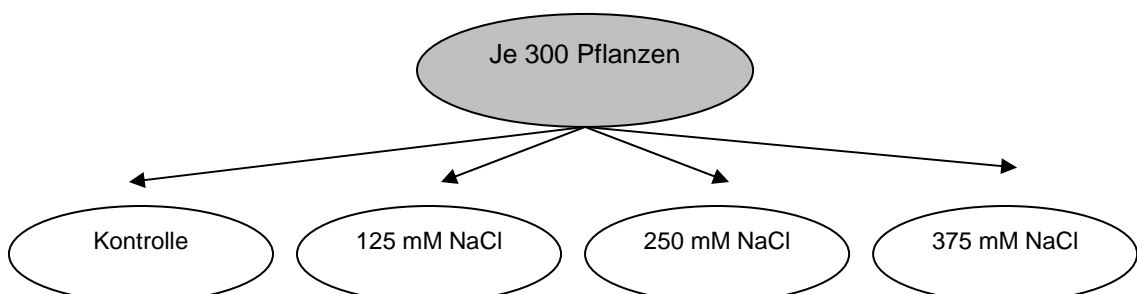 Je 300 Pflanzen
Kontrolle
125 mM NaCl
250 mM NaCl
375 mM NaCl